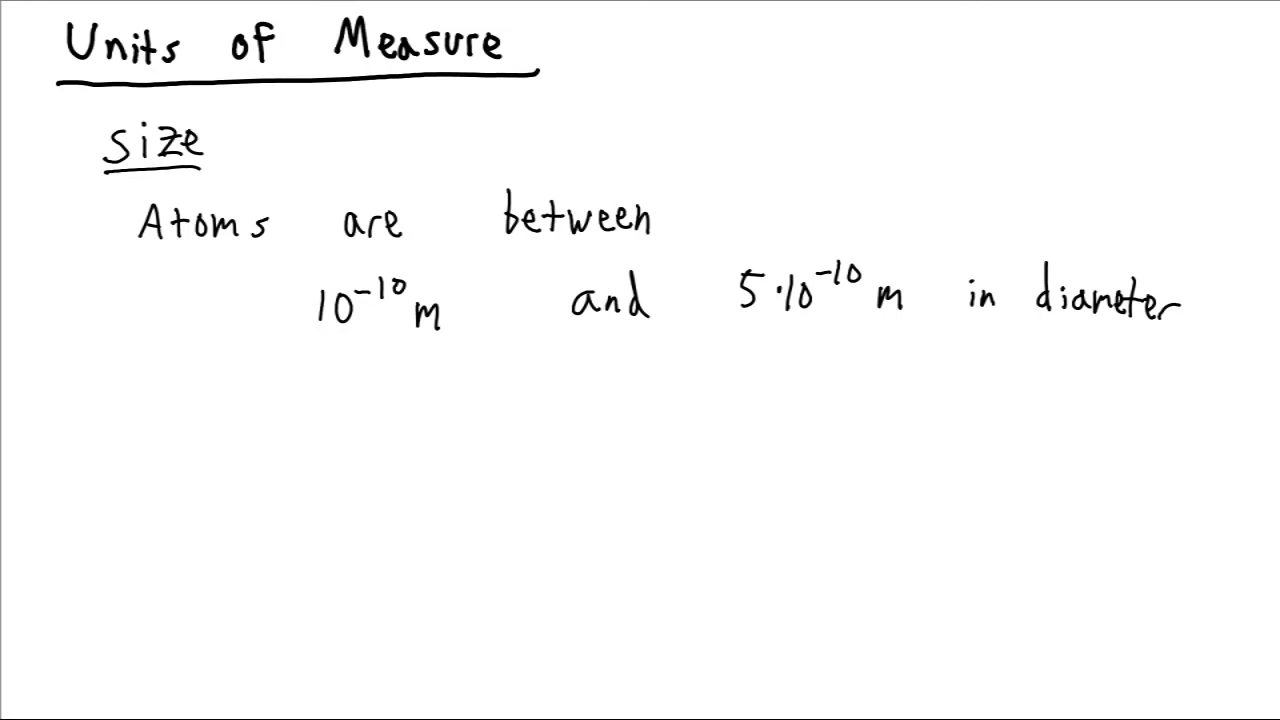 Units of Measure
size
Atoms are between
10⁻¹⁰ m and 5·10⁻¹⁰ m in diameter